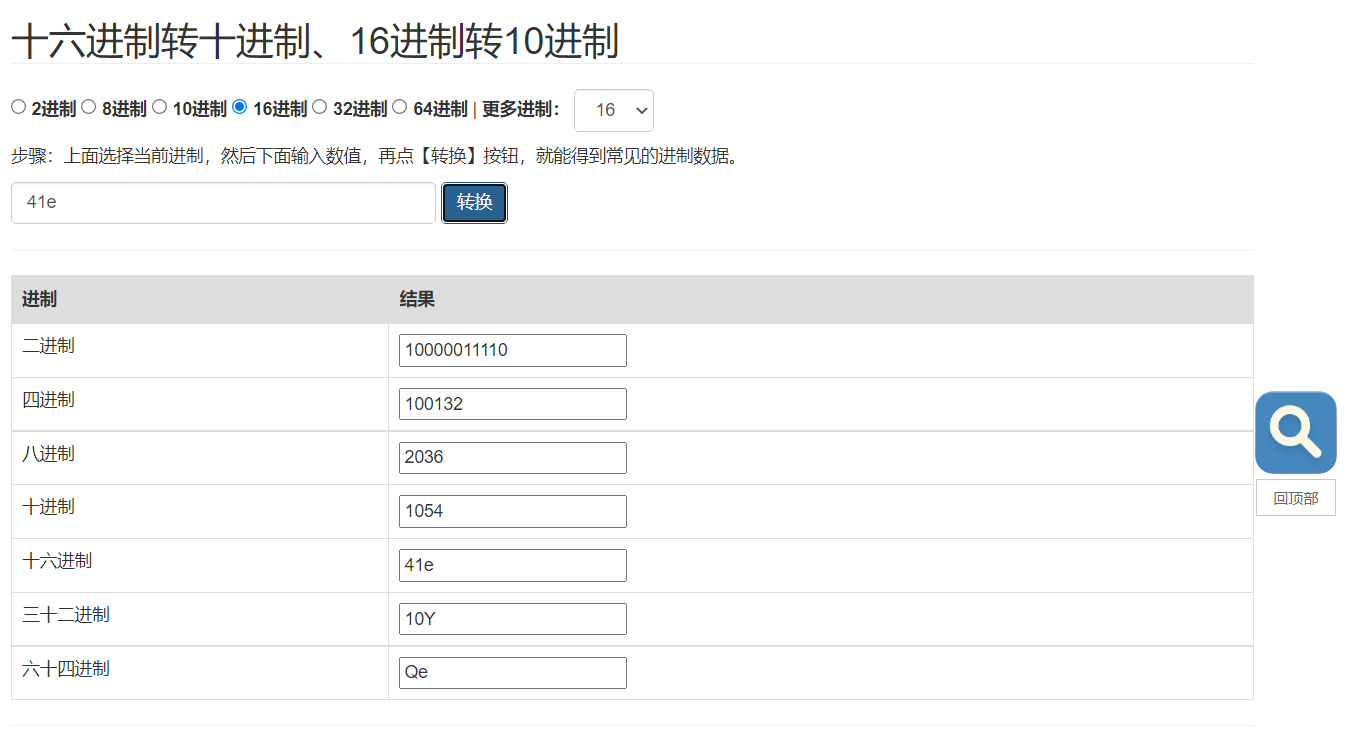 十六进制转十进制、16进制转10进制
2进制 8进制 10进制 16进制 32进制 64进制 | 更多进制： 16
步骤：上面选择当前进制，然后下面输入数值，再点【转换】按钮，就能得到常见的进制数据。
41e 转换
进制 结果
二进制 10000011110
四进制 100132
八进制 2036
十进制 1054
十六进制 41e
三十二进制 10Y
六十四进制 Qe
回顶部